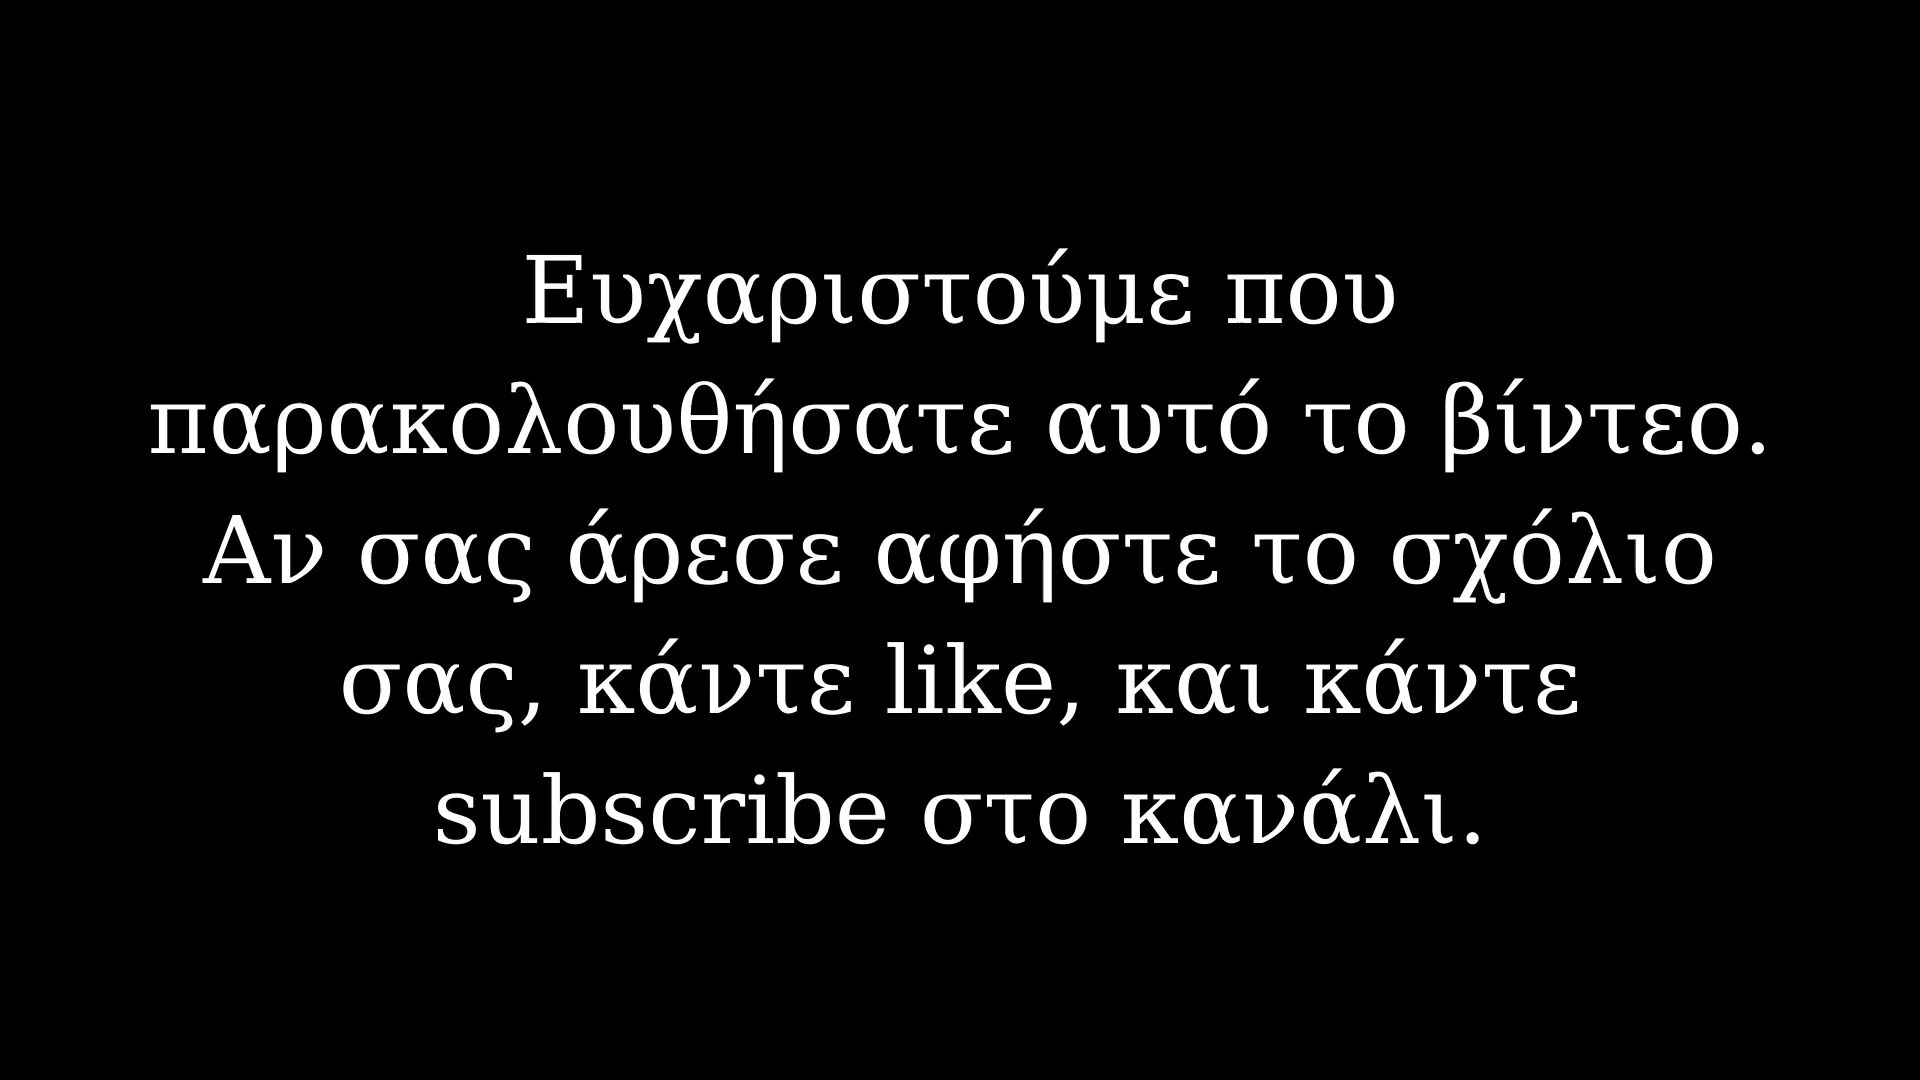 Ευχαριστούμε που
παρακολουθήσατε αυτό το βίντεο.
Αν σας άρεσε αφήστε το σχόλιο
σας, κάντε like, και κάντε
subscribe στο κανάλι.